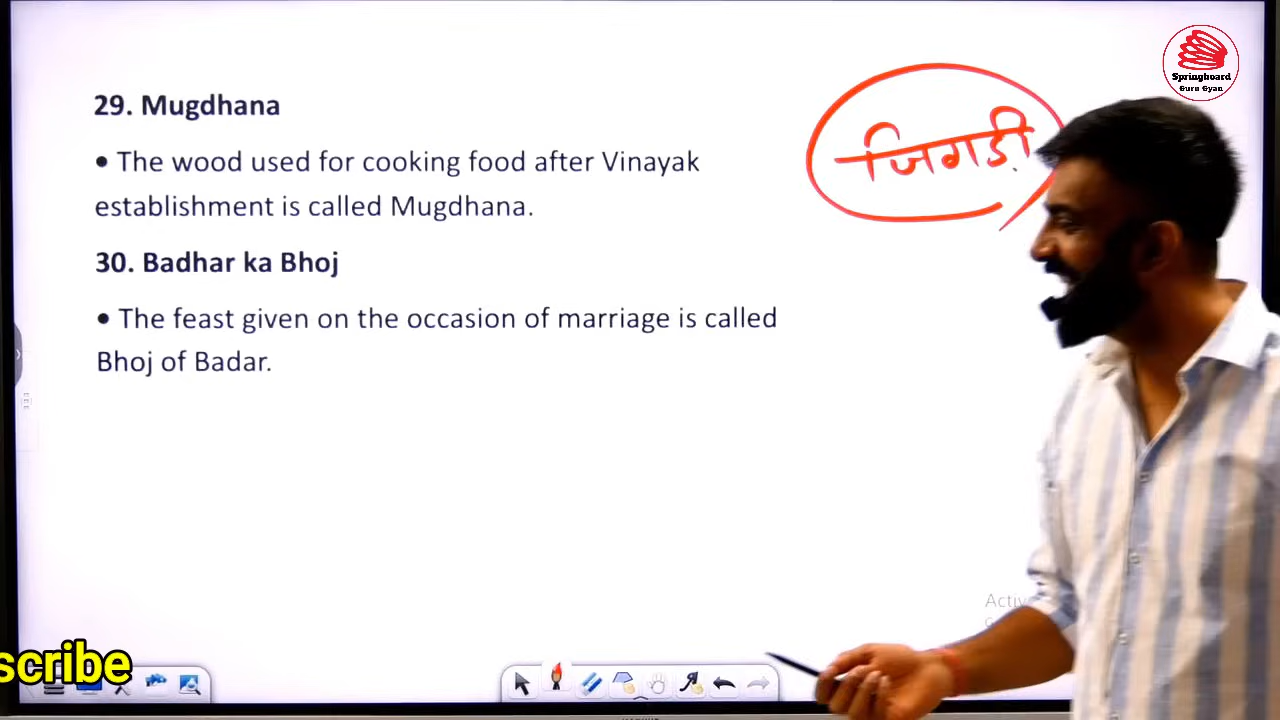 29. Mugdhana
• The wood used for cooking food after Vinayak
establishment is called Mugdhana.
30. Badhar ka Bhoj
• The feast given on the occasion of marriage is called
Bhoj of Badar.
जिगड़ी
Springboard
Guru Gyan
scribe